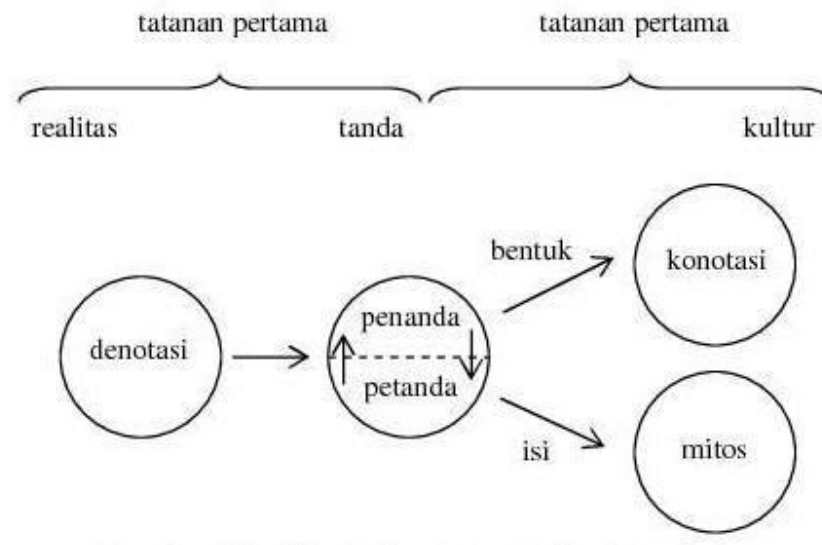 tatanan pertama tatanan pertama
realitas tanda kultur
bentuk
konotasi
penanda
denotasi
petanda
isi
mitos